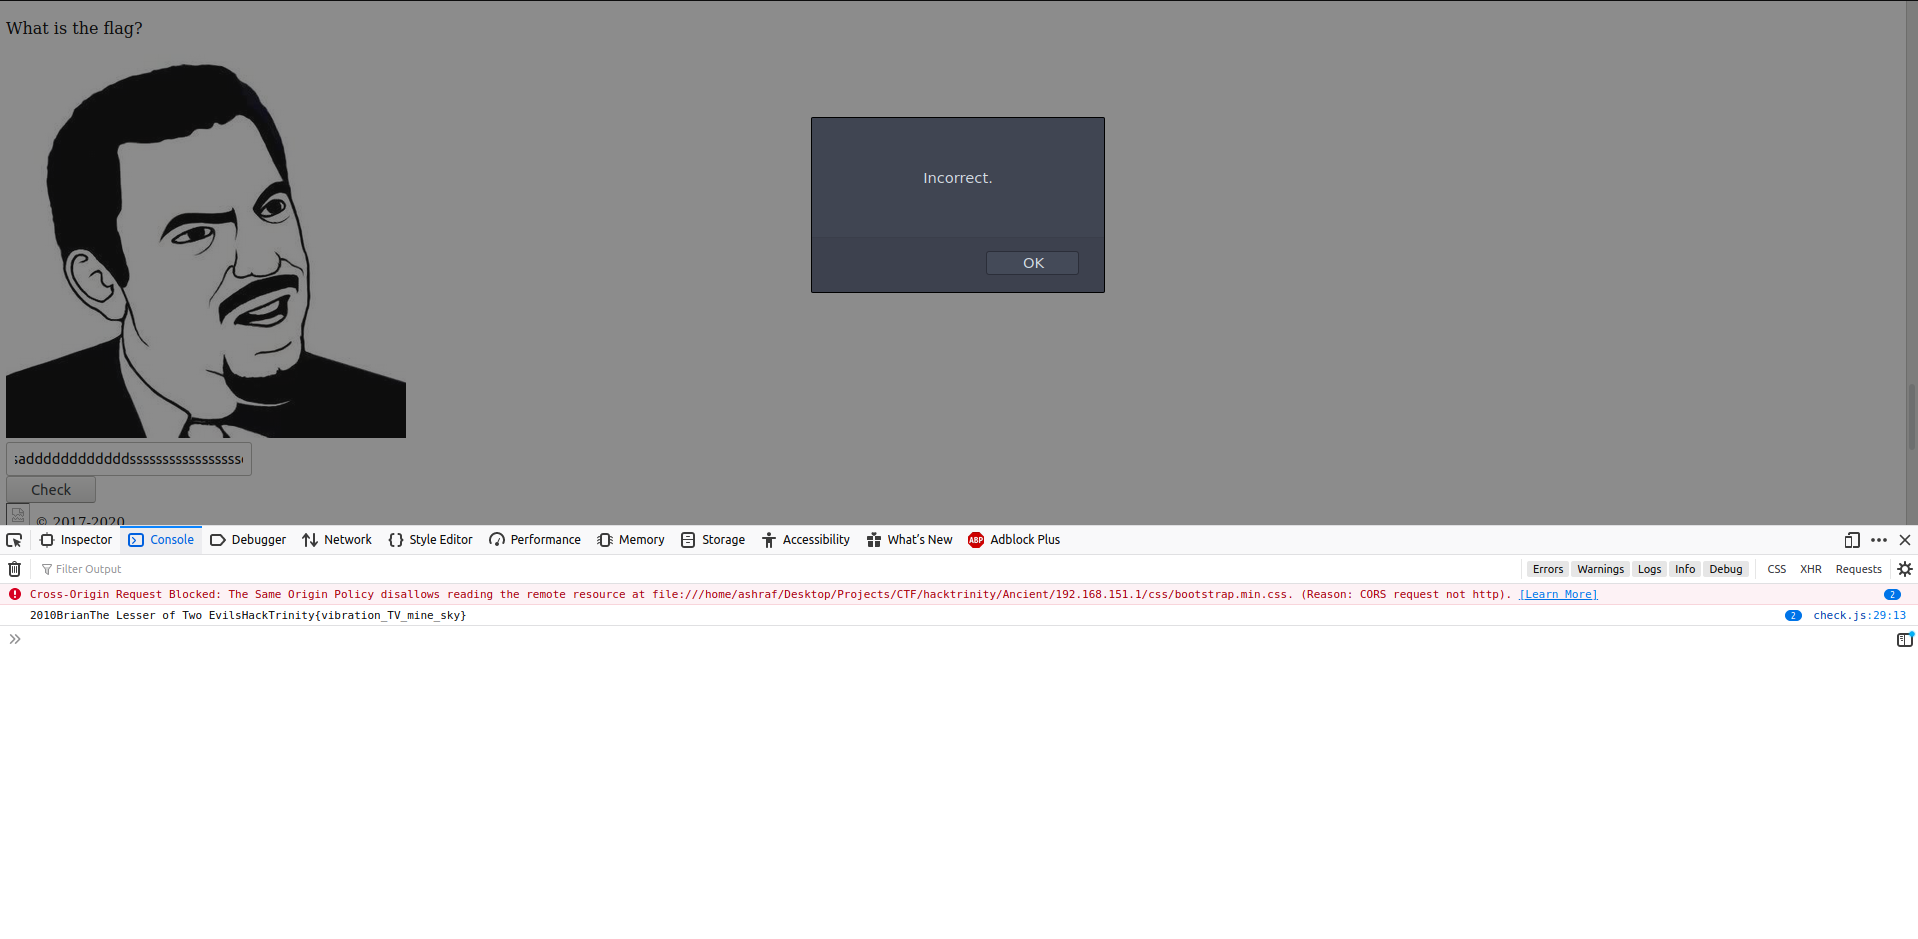 What is the flag?
Incorrect.
OK
saddddddddddddssssssssssssssss
Check
© 2017-2020
Inspector Console Debugger Network Style Editor Performance Memory Storage Accessibility What's New ABP Adblock Plus
Filter Output Errors Warnings Logs Info Debug CSS XHR Requests
Cross-Origin Request Blocked: The Same Origin Policy disallows reading the remote resource at file:///home/ashraf/Desktop/Projects/CTF/hacktrinity/Ancient/192.168.151.1/css/bootstrap.min.css. (Reason: CORS request not http). [Learn More] 2
2010BrianThe Lesser of Two EvilsHackTrinity{vibration_TV_mine_sky} 2 check.js:29:13